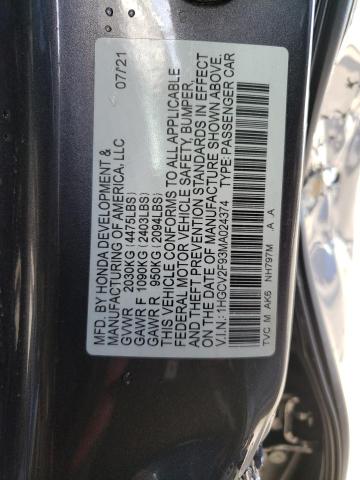 MFD. BY HONDA DEVELOPMENT & 07/21
MANUFACTURING OF AMERICA, LLC
GVWR 2030KG (4475LBS)
GAWR F 1090KG (2403LBS)
GAWR R 950KG (2094LBS)
THIS VEHICLE CONFORMS TO ALL APPLICABLE
FEDERAL MOTOR VEHICLE SAFETY, BUMPER,
AND THEFT PREVENTION STANDARDS IN EFFECT
ON THE DATE OF MANUFACTURE SHOWN ABOVE.
V.I.N.: 1HGCV2F93MA024374 TYPE: PASSENGER CAR
TVC M AK6 NH797M A A